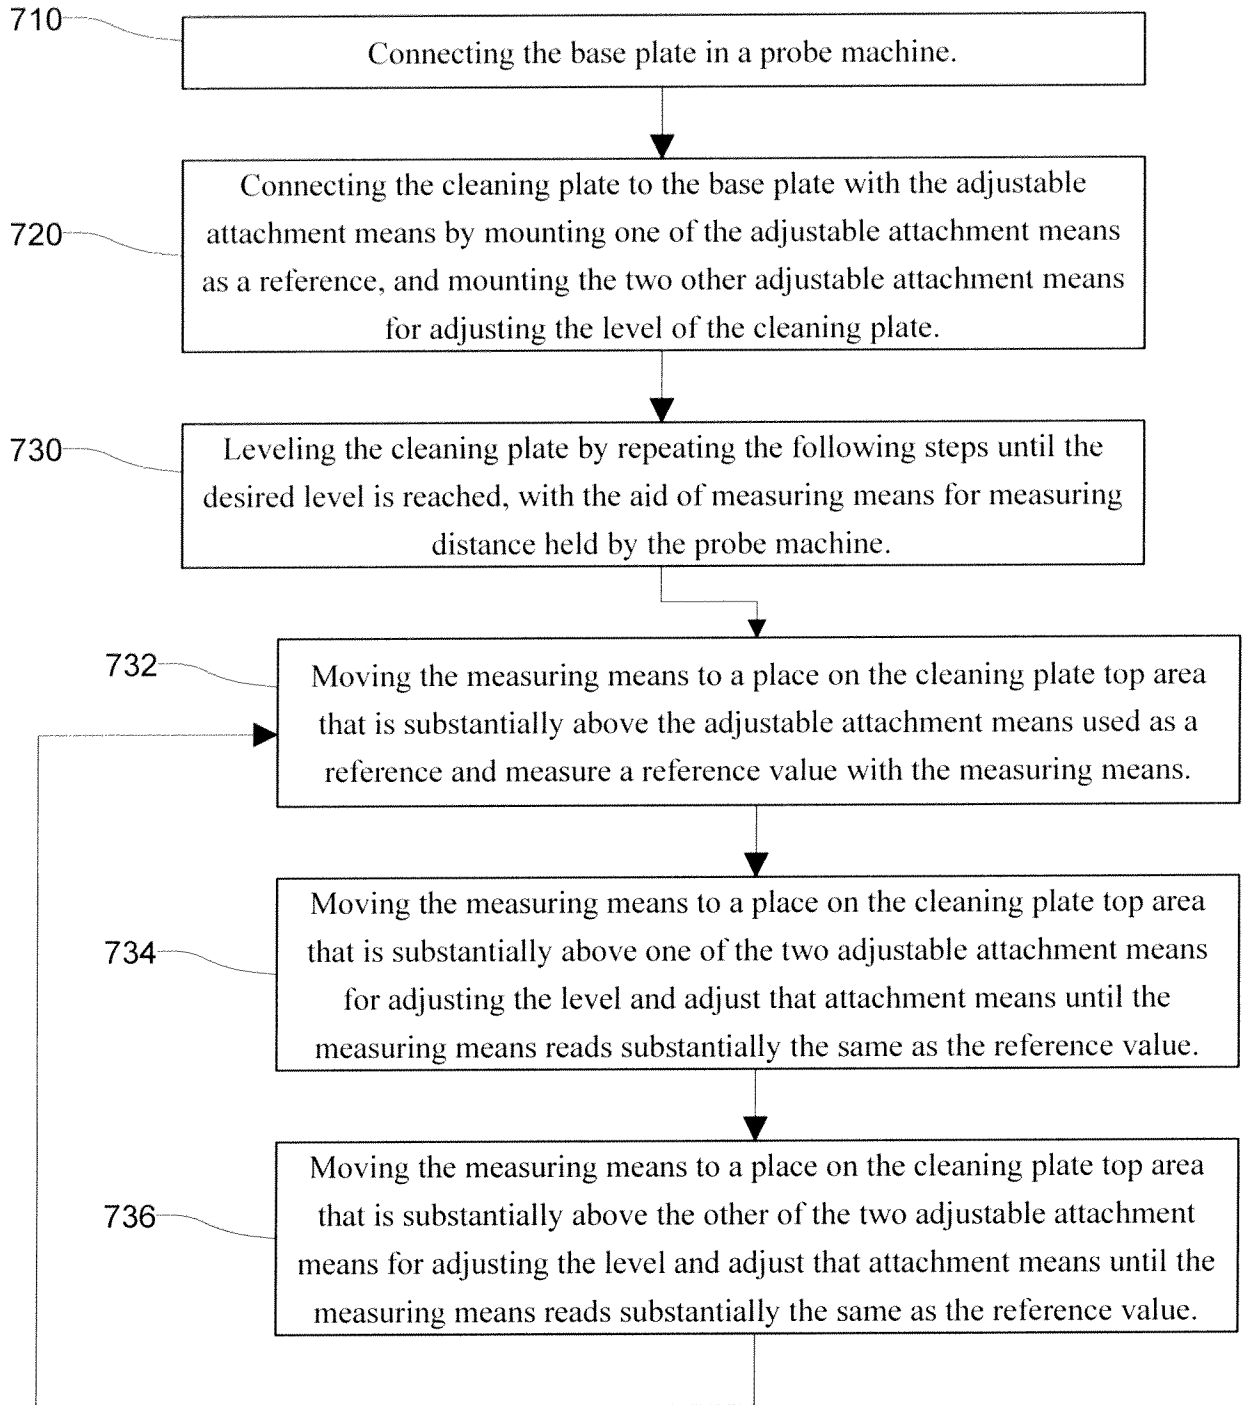 710
Connecting the base plate in a probe machine.
720
Connecting the cleaning plate to the base plate with the adjustable
attachment means by mounting one of the adjustable attachment means
as a reference, and mounting the two other adjustable attachment means
for adjusting the level of the cleaning plate.
730
Leveling the cleaning plate by repeating the following steps until the
desired level is reached, with the aid of measuring means for measuring
distance held by the probe machine.
732
Moving the measuring means to a place on the cleaning plate top area
that is substantially above the adjustable attachment means used as a
reference and measure a reference value with the measuring means.
734
Moving the measuring means to a place on the cleaning plate top area
that is substantially above one of the two adjustable attachment means
for adjusting the level and adjust that attachment means until the
measuring means reads substantially the same as the reference value.
736
Moving the measuring means to a place on the cleaning plate top area
that is substantially above the other of the two adjustable attachment
means for adjusting the level and adjust that attachment means until the
measuring means reads substantially the same as the reference value.